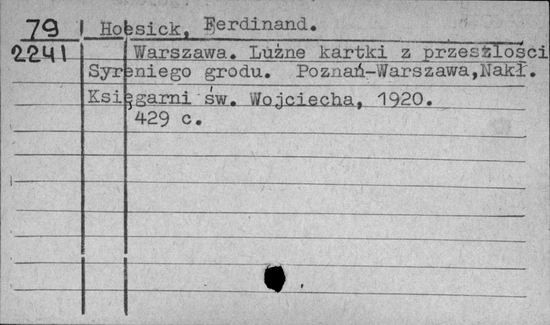 79 Hoesick, Ferdinand.
2241 Warszawa. Luźne kartki z przeszłości
Syreniego grodu. Poznań-Warszawa,Nakł.
Księgarni św. Wojciecha, 1920.
429 c.